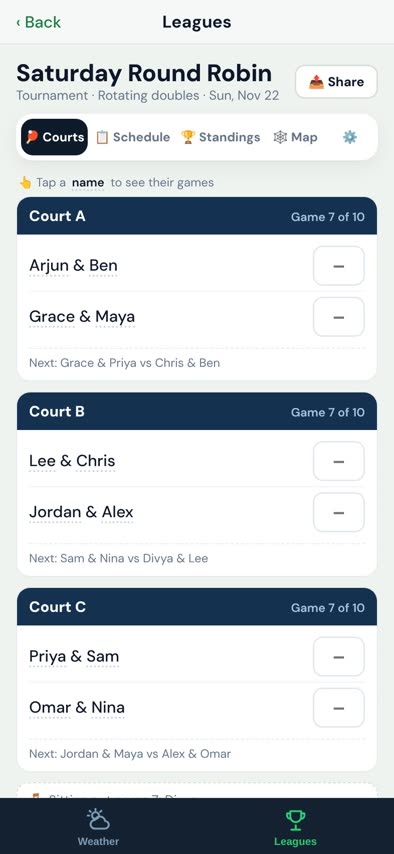 ‹ Back
Leagues
Saturday Round Robin
Tournament · Rotating doubles · Sun, Nov 22
Share
Courts
Schedule
Standings
Map
Tap a name to see their games
Court A
Game 7 of 10
Arjun & Ben
–
Grace & Maya
–
Next: Grace & Priya vs Chris & Ben
Court B
Game 7 of 10
Lee & Chris
–
Jordan & Alex
–
Next: Sam & Nina vs Divya & Lee
Court C
Game 7 of 10
Priya & Sam
–
Omar & Nina
–
Next: Jordan & Maya vs Alex & Omar
Weather
Leagues